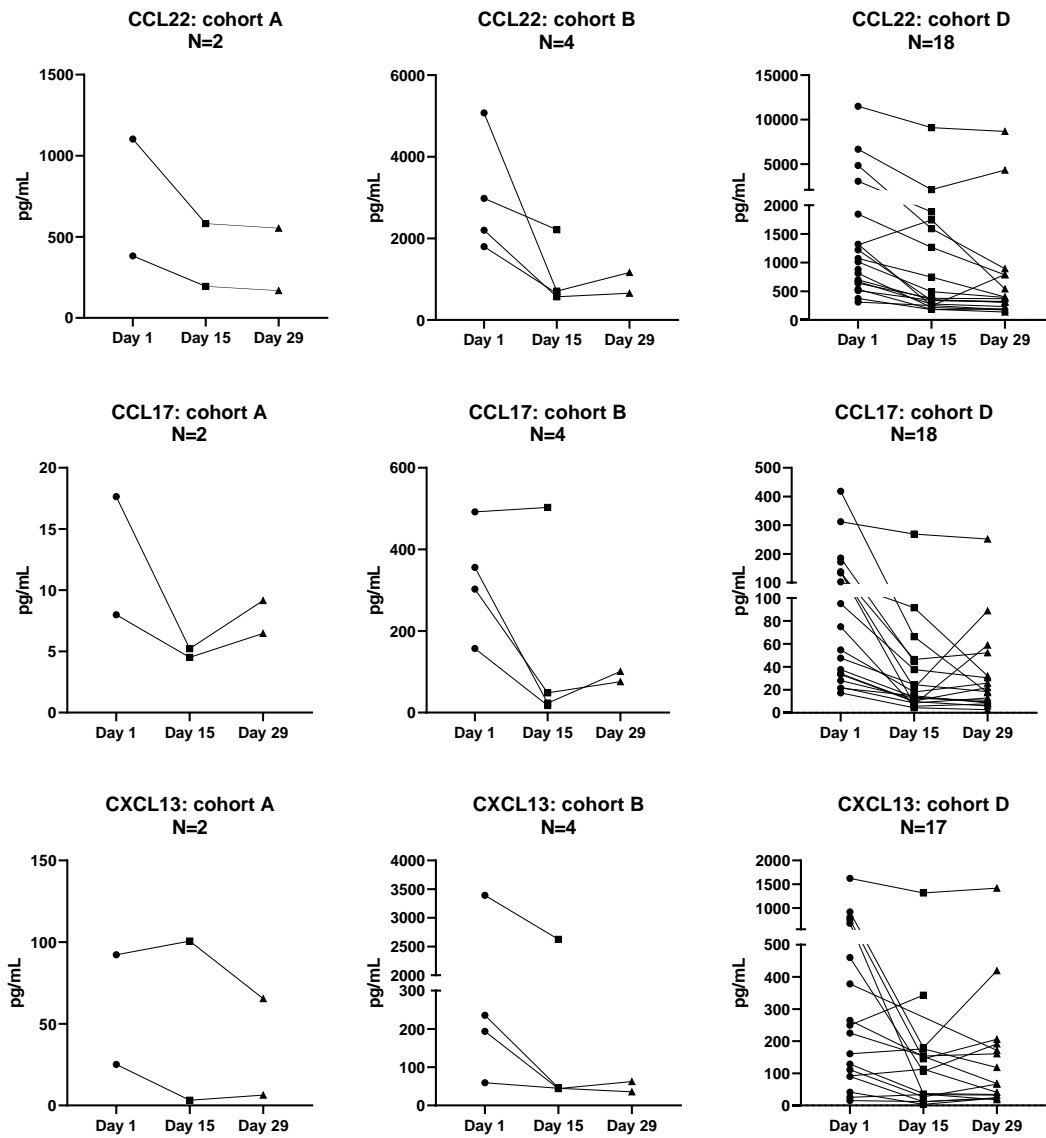 CCL22: cohort A
N=2
CCL22: cohort B
N=4
CCL22: cohort D
N=18
1500
1000
500
0
pg/mL
Day 1 Day 15 Day 29
6000
4000
2000
0
pg/mL
Day 1 Day 15 Day 29
15000
10000
5000
2000
1500
1000
500
0
pg/mL
Day 1 Day 15 Day 29
CCL17: cohort A
N=2
CCL17: cohort B
N=4
CCL17: cohort D
N=18
20
15
10
5
0
pg/mL
Day 1 Day 15 Day 29
600
400
200
0
pg/mL
Day 1 Day 15 Day 29
500
400
300
200
100
100
80
60
40
20
0
pg/mL
Day 1 Day 15 Day 29
CXCL13: cohort A
N=2
CXCL13: cohort B
N=4
CXCL13: cohort D
N=17
150
100
50
0
pg/mL
Day 1 Day 15 Day 29
4000
3500
3000
2500
2000
300
200
100
0
pg/mL
Day 1 Day 15 Day 29
2000
1500
1000
500
400
300
200
100
0
pg/mL
Day 1 Day 15 Day 29